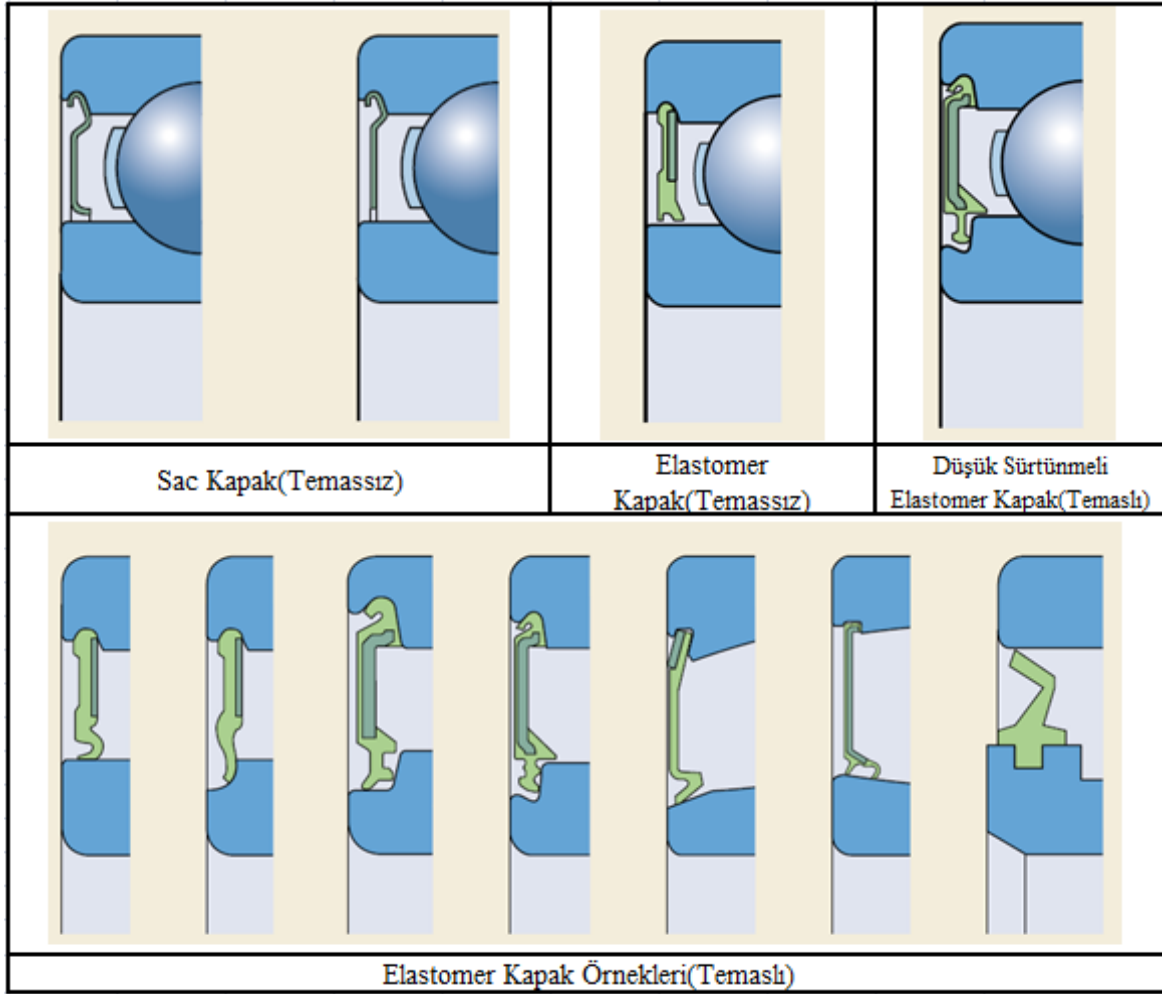 Sac Kapak(Temassız)
Elastomer
Kapak(Temassız)
Düşük Sürtünmeli
Elastomer Kapak(Temaslı)
Elastomer Kapak Örnekleri(Temaslı)